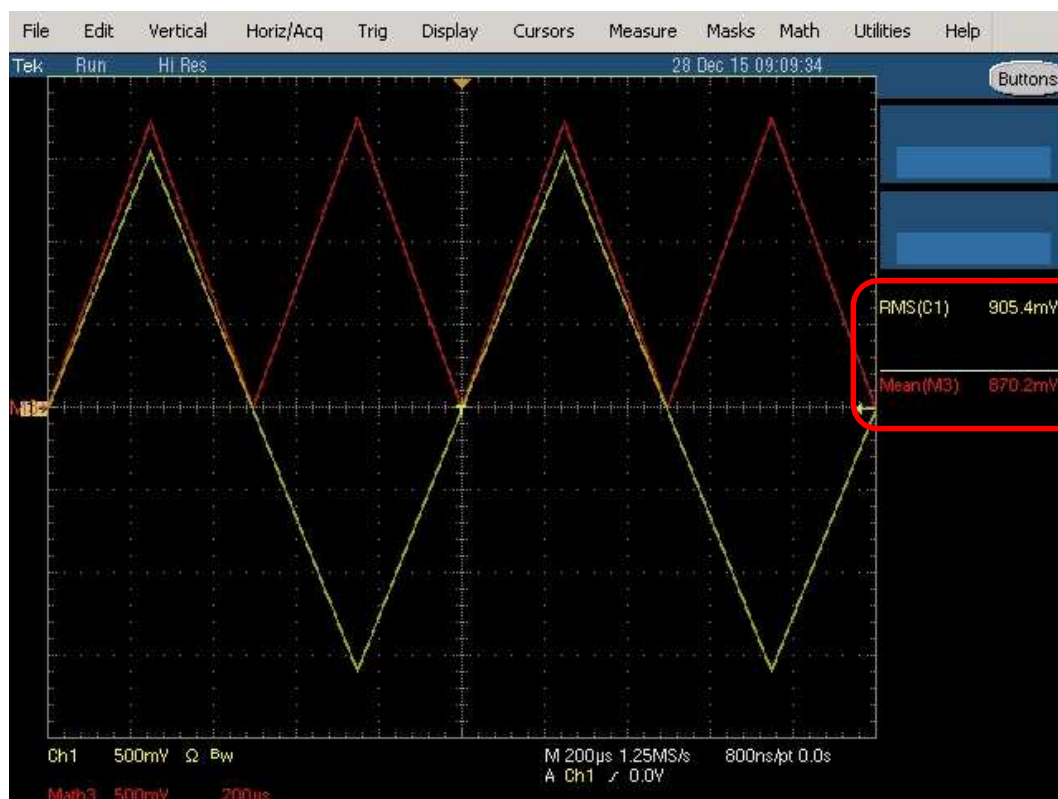 File Edit Vertical Horiz/Acq Trig Display Cursors Measure Masks Math Utilities Help
Tek Run Hi Res 28 Dec 15 09:09:34
Buttons
RMS(C1) 905.4mV
Mean(M3) 870.2mV
Ch1 500mV Ω Bw M 200µs 1.25MS/s 800ns/pt 0.0s
A Ch1 / 0.0V
Math3 500mV 200µs